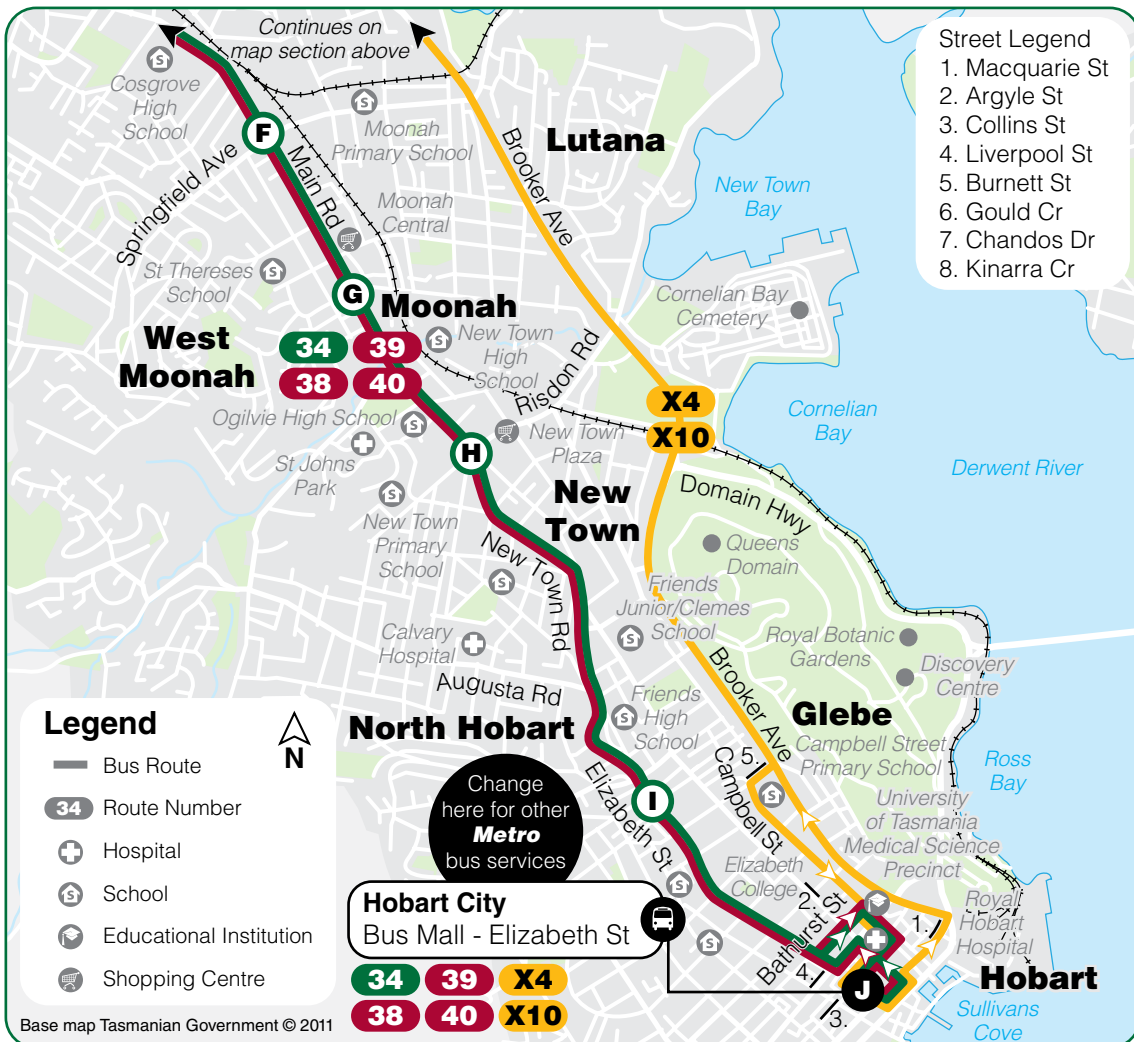 Continues on
map section above
Street Legend
1. Macquarie St
2. Argyle St
3. Collins St
4. Liverpool St
5. Burnett St
6. Gould Cr
7. Chandos Dr
8. Kinarra Cr
S
Cosgrove
High
School
F
S
Moonah
Primary School
Lutana
Brooker Ave
New Town
Bay
Springfield Ave
Main Rd
Moonah
Central
St Thereses
School
S
G
Moonah
Cornelian Bay
Cemetery
West
Moonah
34
39
38
40
S
New Town
High
School
Risdon Rd
X4
X10
Cornelian
Bay
Ogilvie High School
S
H
New Town
Plaza
St Johns
Park
Derwent River
New
Town
Domain Hwy
S
New Town
Primary
School
Queens
Domain
New Town Rd
S
Friends
Junior/Clemes
School
S
Calvary
Hospital
Royal Botanic
Gardens
Discovery
Centre
Augusta Rd
Brooker Ave
North Hobart
S
Friends
High
School
Glebe
Campbell Street
Primary School
Ross
Bay
Legend
N
Bus Route
34
Route Number
Hospital
S
School
Educational Institution
Shopping Centre
Change
here for other
Metro
bus services
Elizabeth St
I
5.
Campbell St
S
University
of Tasmania
Medical Science
Precinct
S
Elizabeth
College
2.
1.
Royal
Hobart
Hospital
Hobart City
Bus Mall - Elizabeth St
S
Bathurst St
4.
J
3.
Hobart
Sullivans
Cove
34
39
X4
38
40
X10
Base map Tasmanian Government © 2011